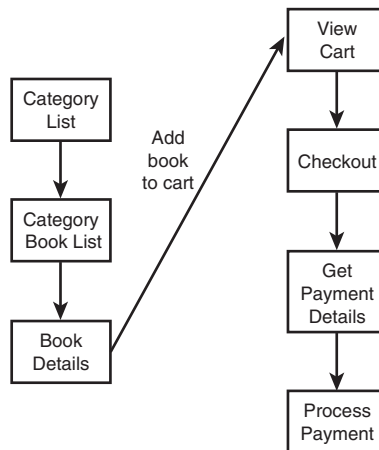 Category
List
Category
Book List
Book
Details
Add
book
to cart
View
Cart
Checkout
Get
Payment
Details
Process
Payment